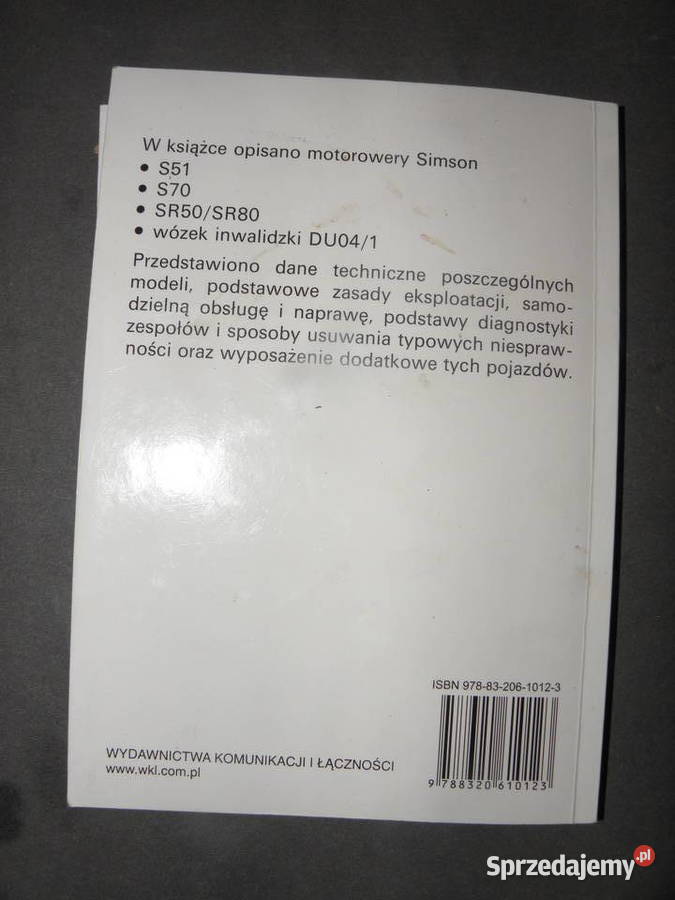 W książce opisano motorowery Simson
• S51
• S70
• SR50/SR80
• wózek inwalidzki DU04/1
Przedstawiono dane techniczne poszczególnych
modeli, podstawowe zasady eksploatacji, samo-
dzielną obsługę i naprawę, podstawy diagnostyki
zespołów i sposoby usuwania typowych niespraw-
ności oraz wyposażenie dodatkowe tych pojazdów.
ISBN 978-83-206-1012-3
9 788320 610123
WYDAWNICTWA KOMUNIKACJI I ŁĄCZNOŚCI
www.wkl.com.pl
Sprzedajemy.pl